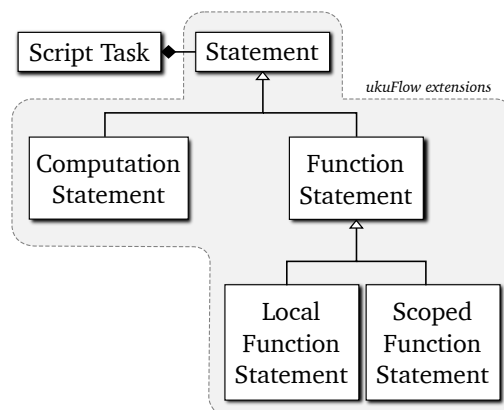 Script Task
Statement
ukuFlow extensions
Computation
Statement
Function
Statement
Local
Function
Statement
Scoped
Function
Statement